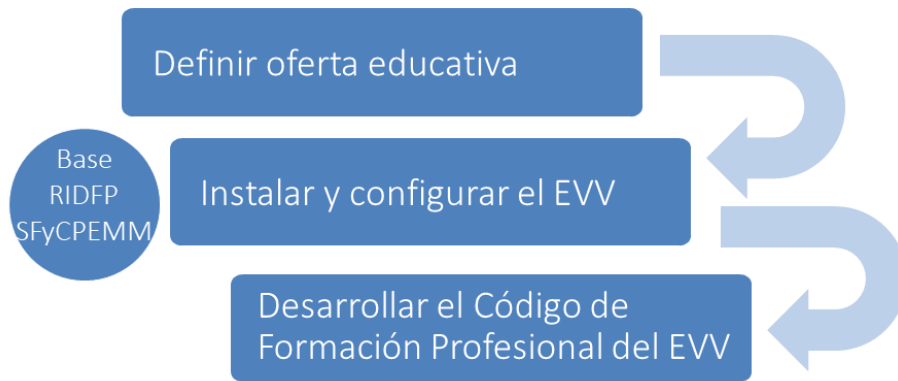 Definir oferta educativa
Base
RIDFP
SFyCPEMM
Instalar y configurar el EVV
Desarrollar el Código de
Formación Profesional del EVV